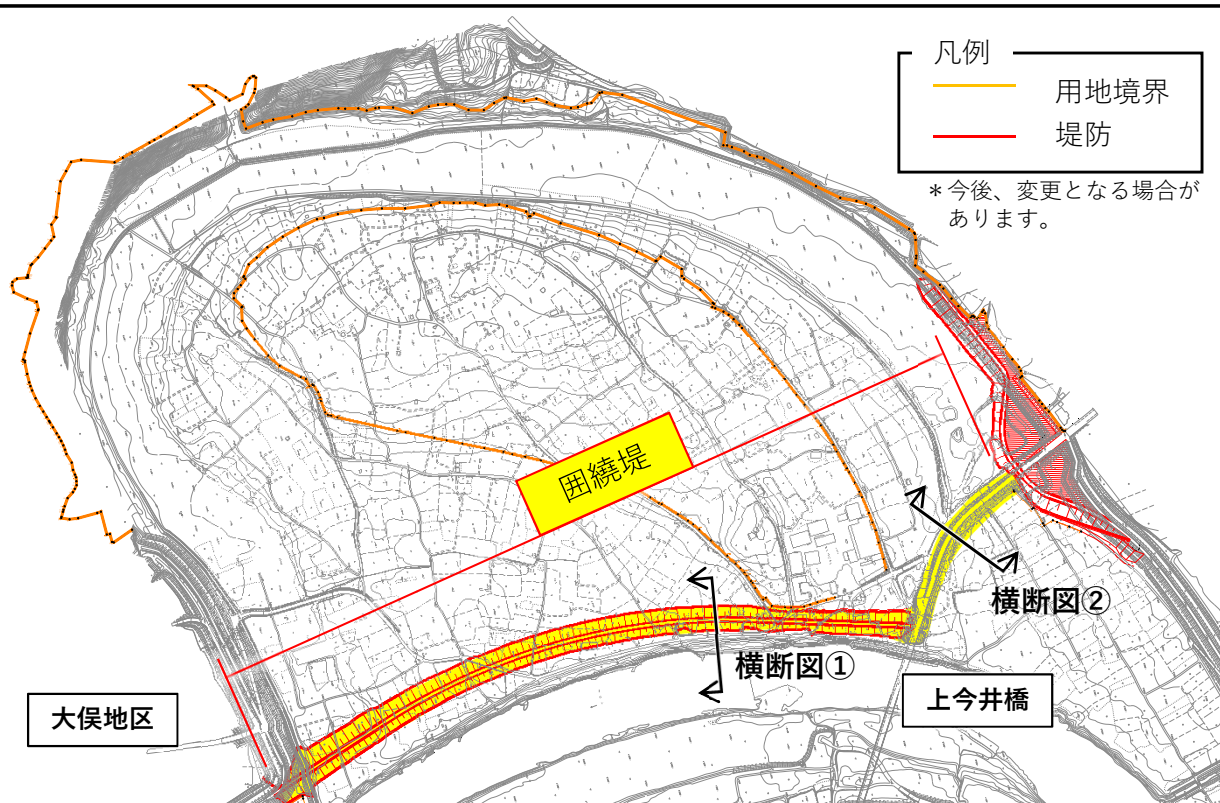 凡例
用地境界
堤防
*今後、変更となる場合が
あります。
囲繞堤
横断図②
横断図①
大俣地区
上今井橋